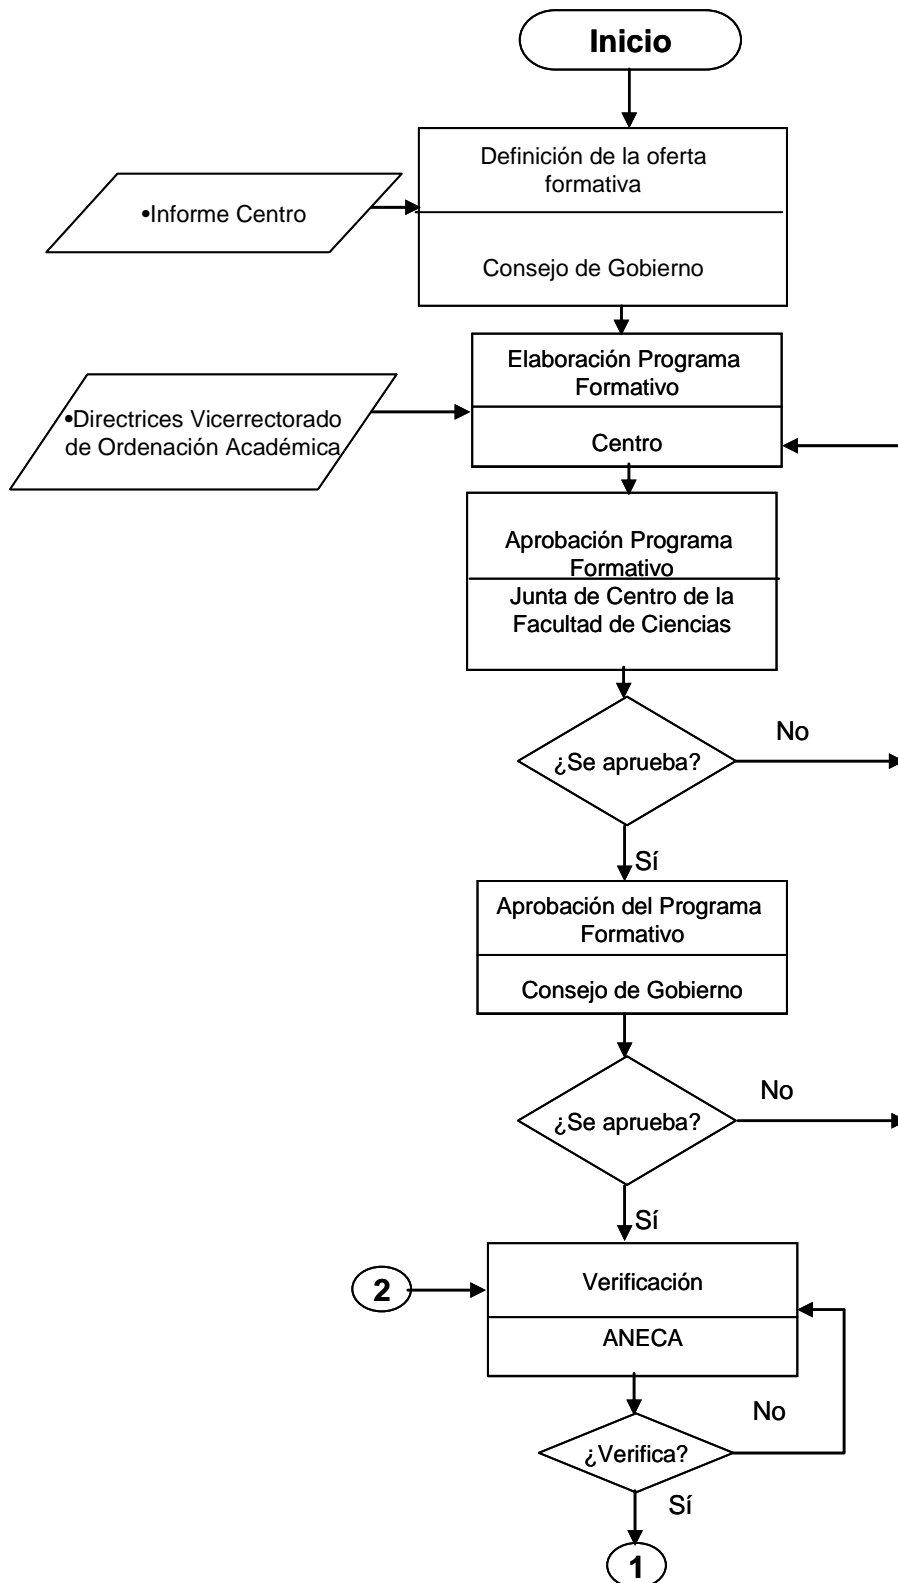 Inicio
Definición de la oferta
formativa
•Informe Centro
Consejo de Gobierno
Elaboración Programa
Formativo
•Directrices Vicerrectorado
de Ordenación Académica
Centro
Aprobación Programa
Formativo
Junta de Centro de la
Facultad de Ciencias
No
¿Se aprueba?
Sí
Aprobación del Programa
Formativo
Consejo de Gobierno
No
¿Se aprueba?
Sí
2
Verificación
ANECA
No
¿Verifica?
Sí
1